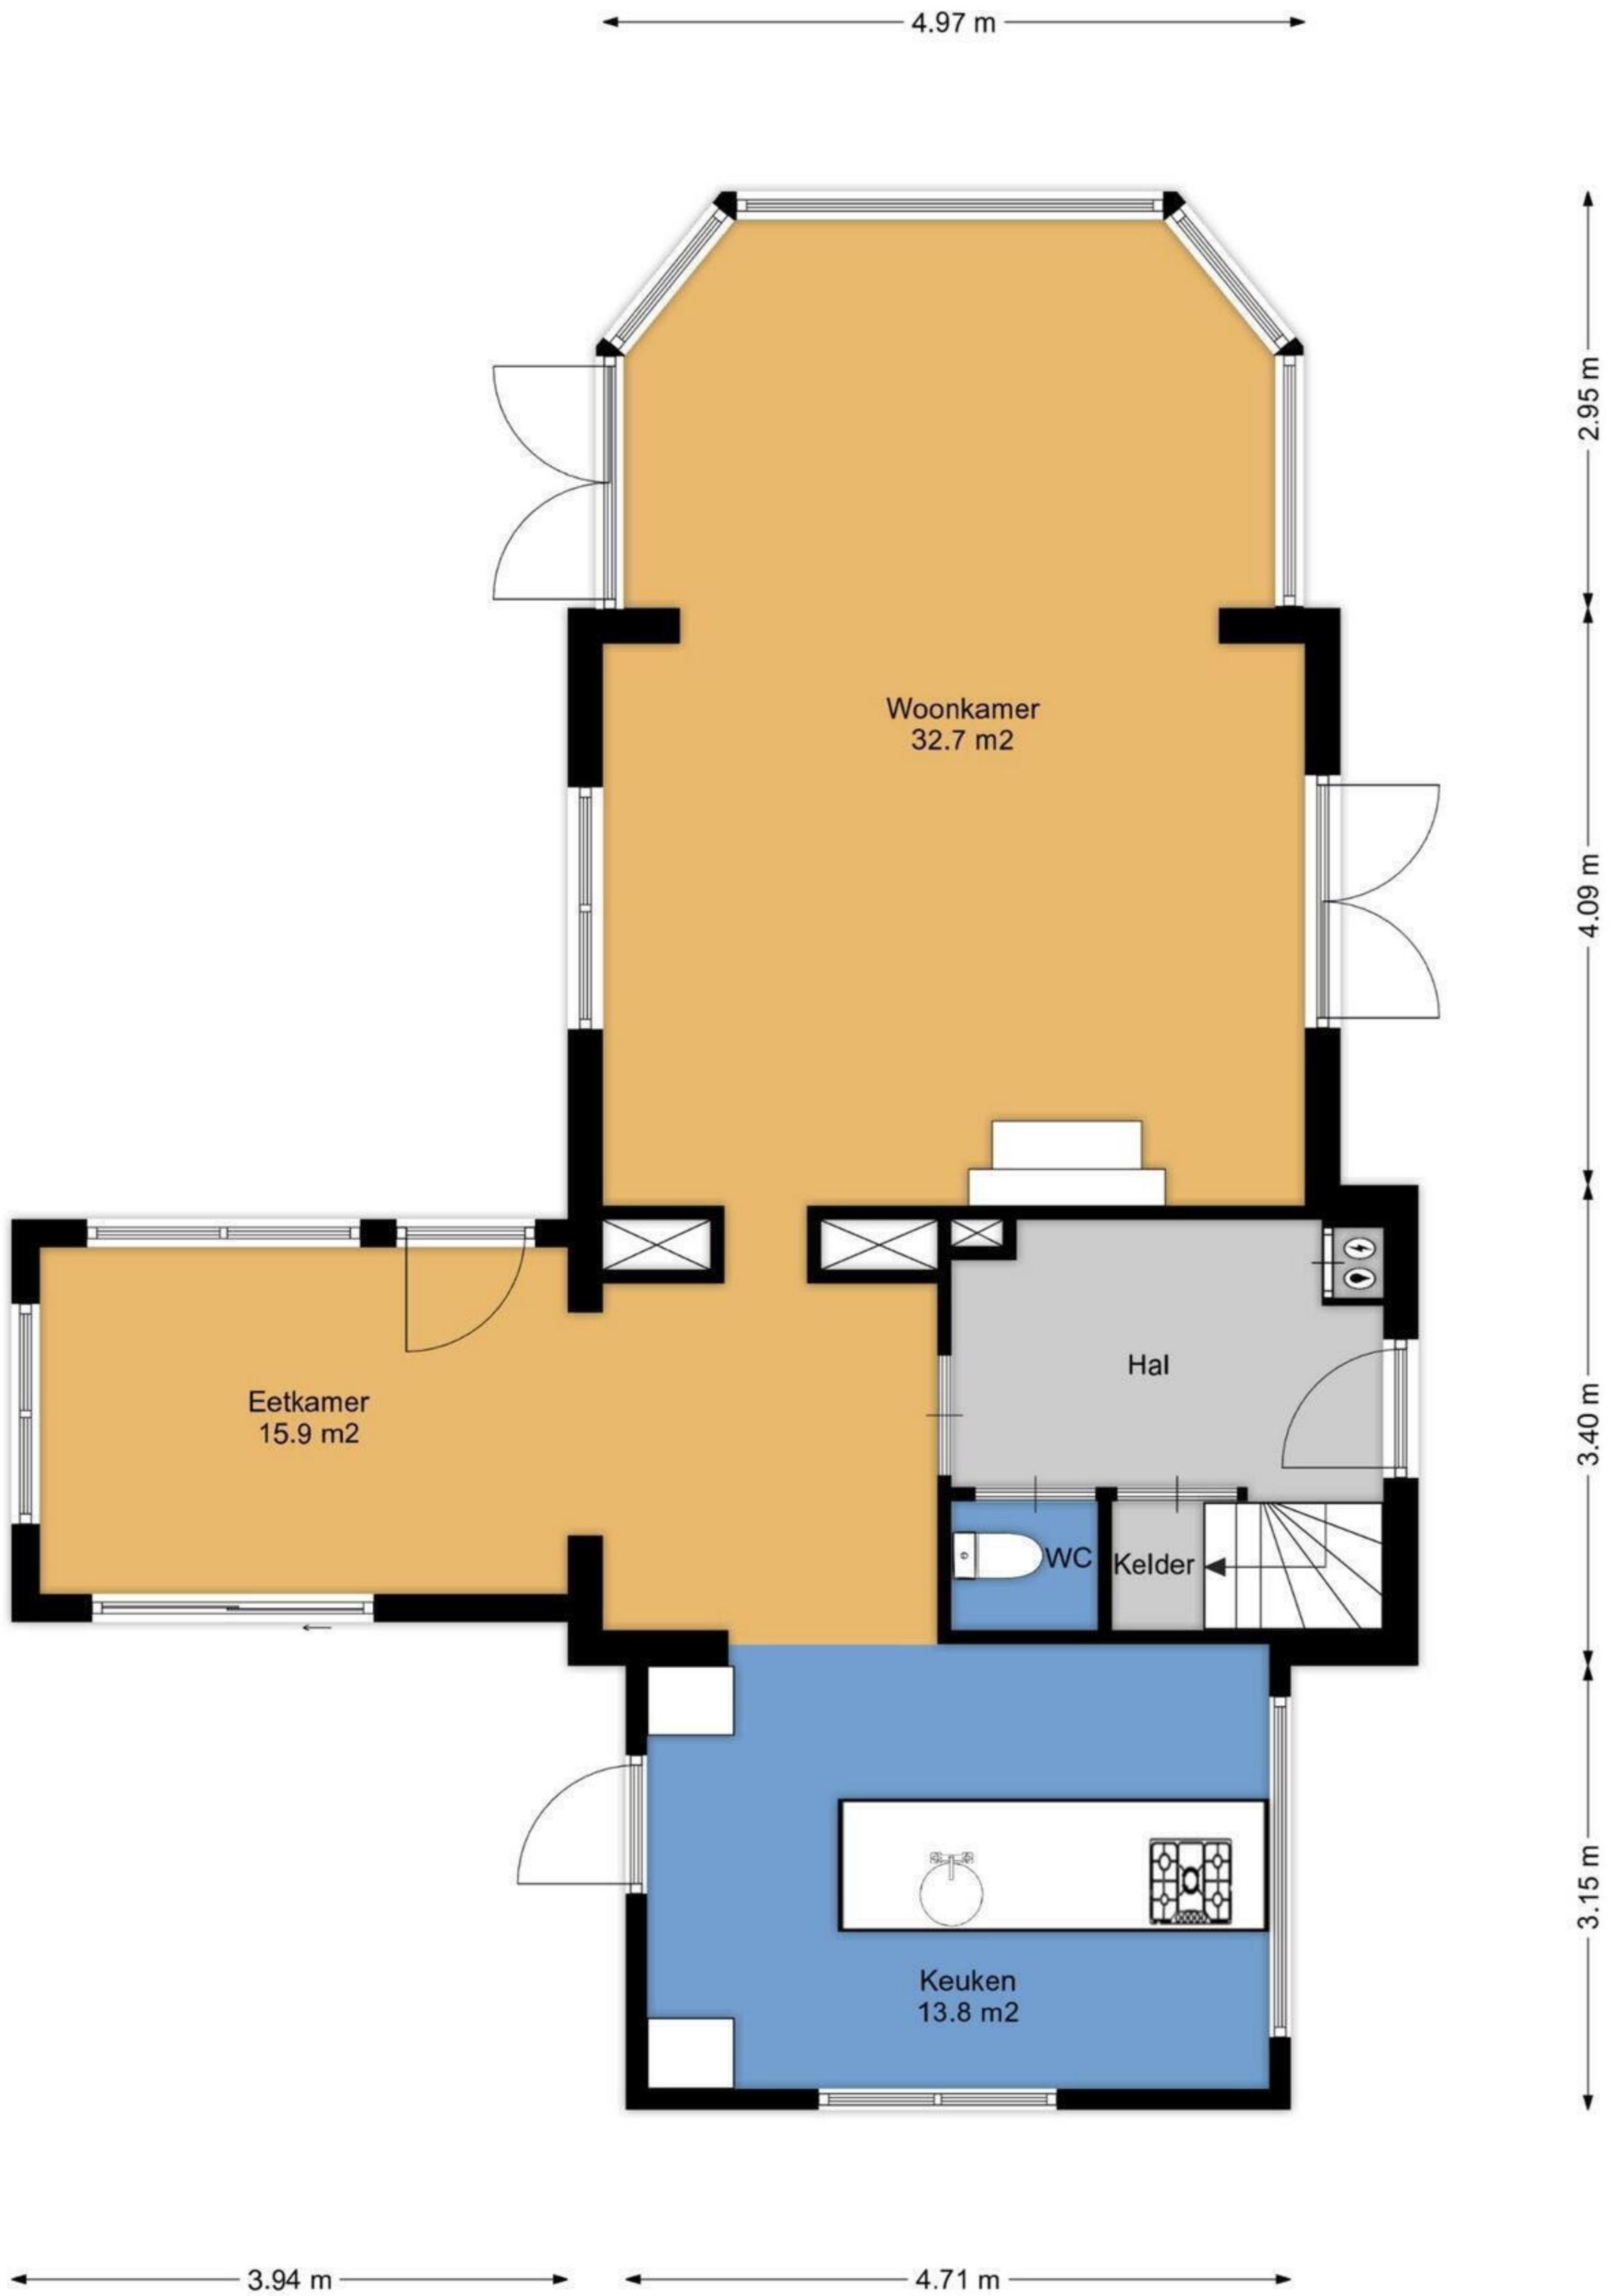 4.97 m
2.95 m
Woonkamer
32.7 m2
4.09 m
Hal
Eetkamer
15.9 m2
3.40 m
WC
Kelder
3.15 m
Keuken
13.8 m2
3.94 m
4.71 m